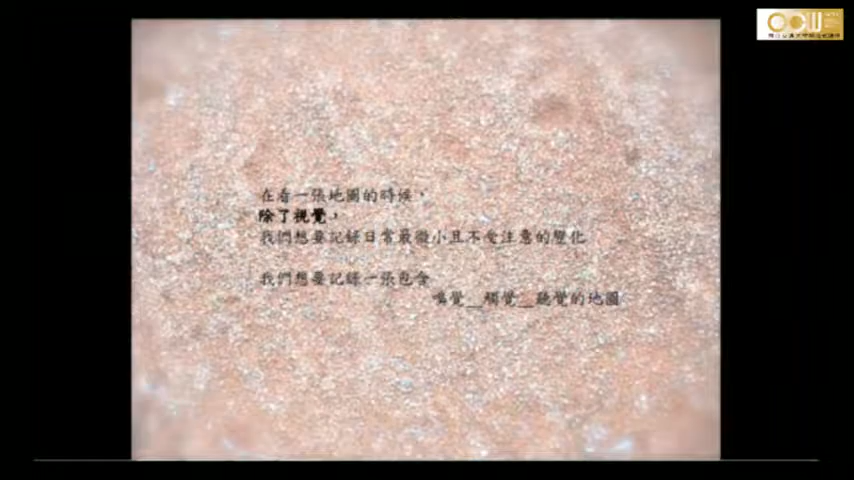 在看一張地圖的時候，
除了視覺，
我們想要記錄日常最微小且不受注意的變化
我們想要記錄一張包含
嗅覺__觸覺__聽覺的地圖